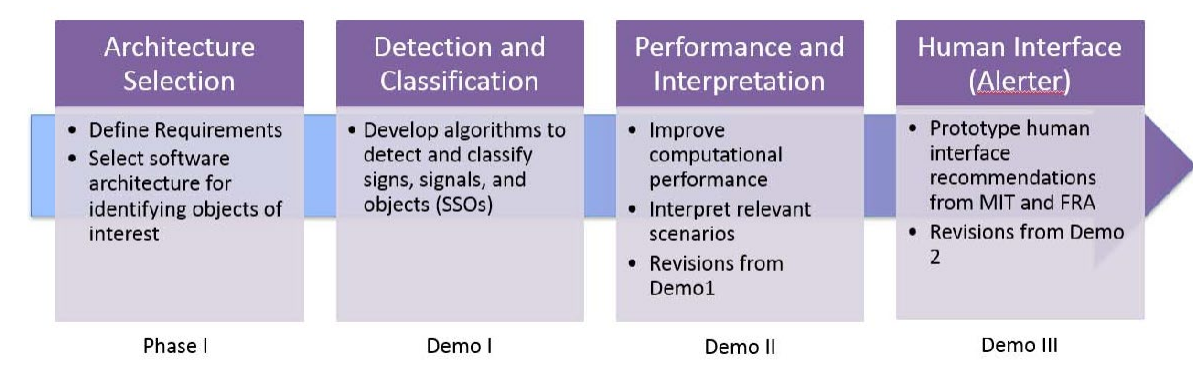 Architecture
Selection
• Define Requirements
• Select software
architecture for
identifying objects of
interest
Phase I
Detection and
Classification
• Develop algorithms to
detect and classify
signs, signals, and
objects (SSOs)
Demo I
Performance and
Interpretation
• Improve
computational
performance
• Interpret relevant
scenarios
• Revisions from
Demo1
Demo II
Human Interface
(Alerter)
• Prototype human
interface
recommendations
from MIT and FRA
• Revisions from Demo
2
Demo III